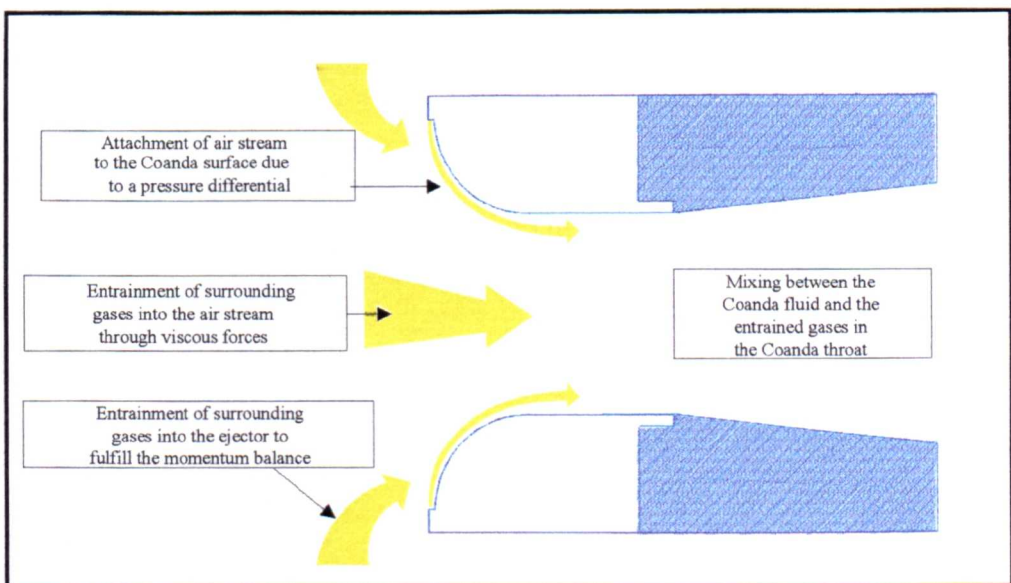 Attachment of air stream
to the Coanda surface due
to a pressure differential
Entrainment of surrounding
gases into the air stream
through viscous forces
Mixing between the
Coanda fluid and the
entrained gases in
the Coanda throat
Entrainment of surrounding
gases into the ejector to
fulfill the momentum balance